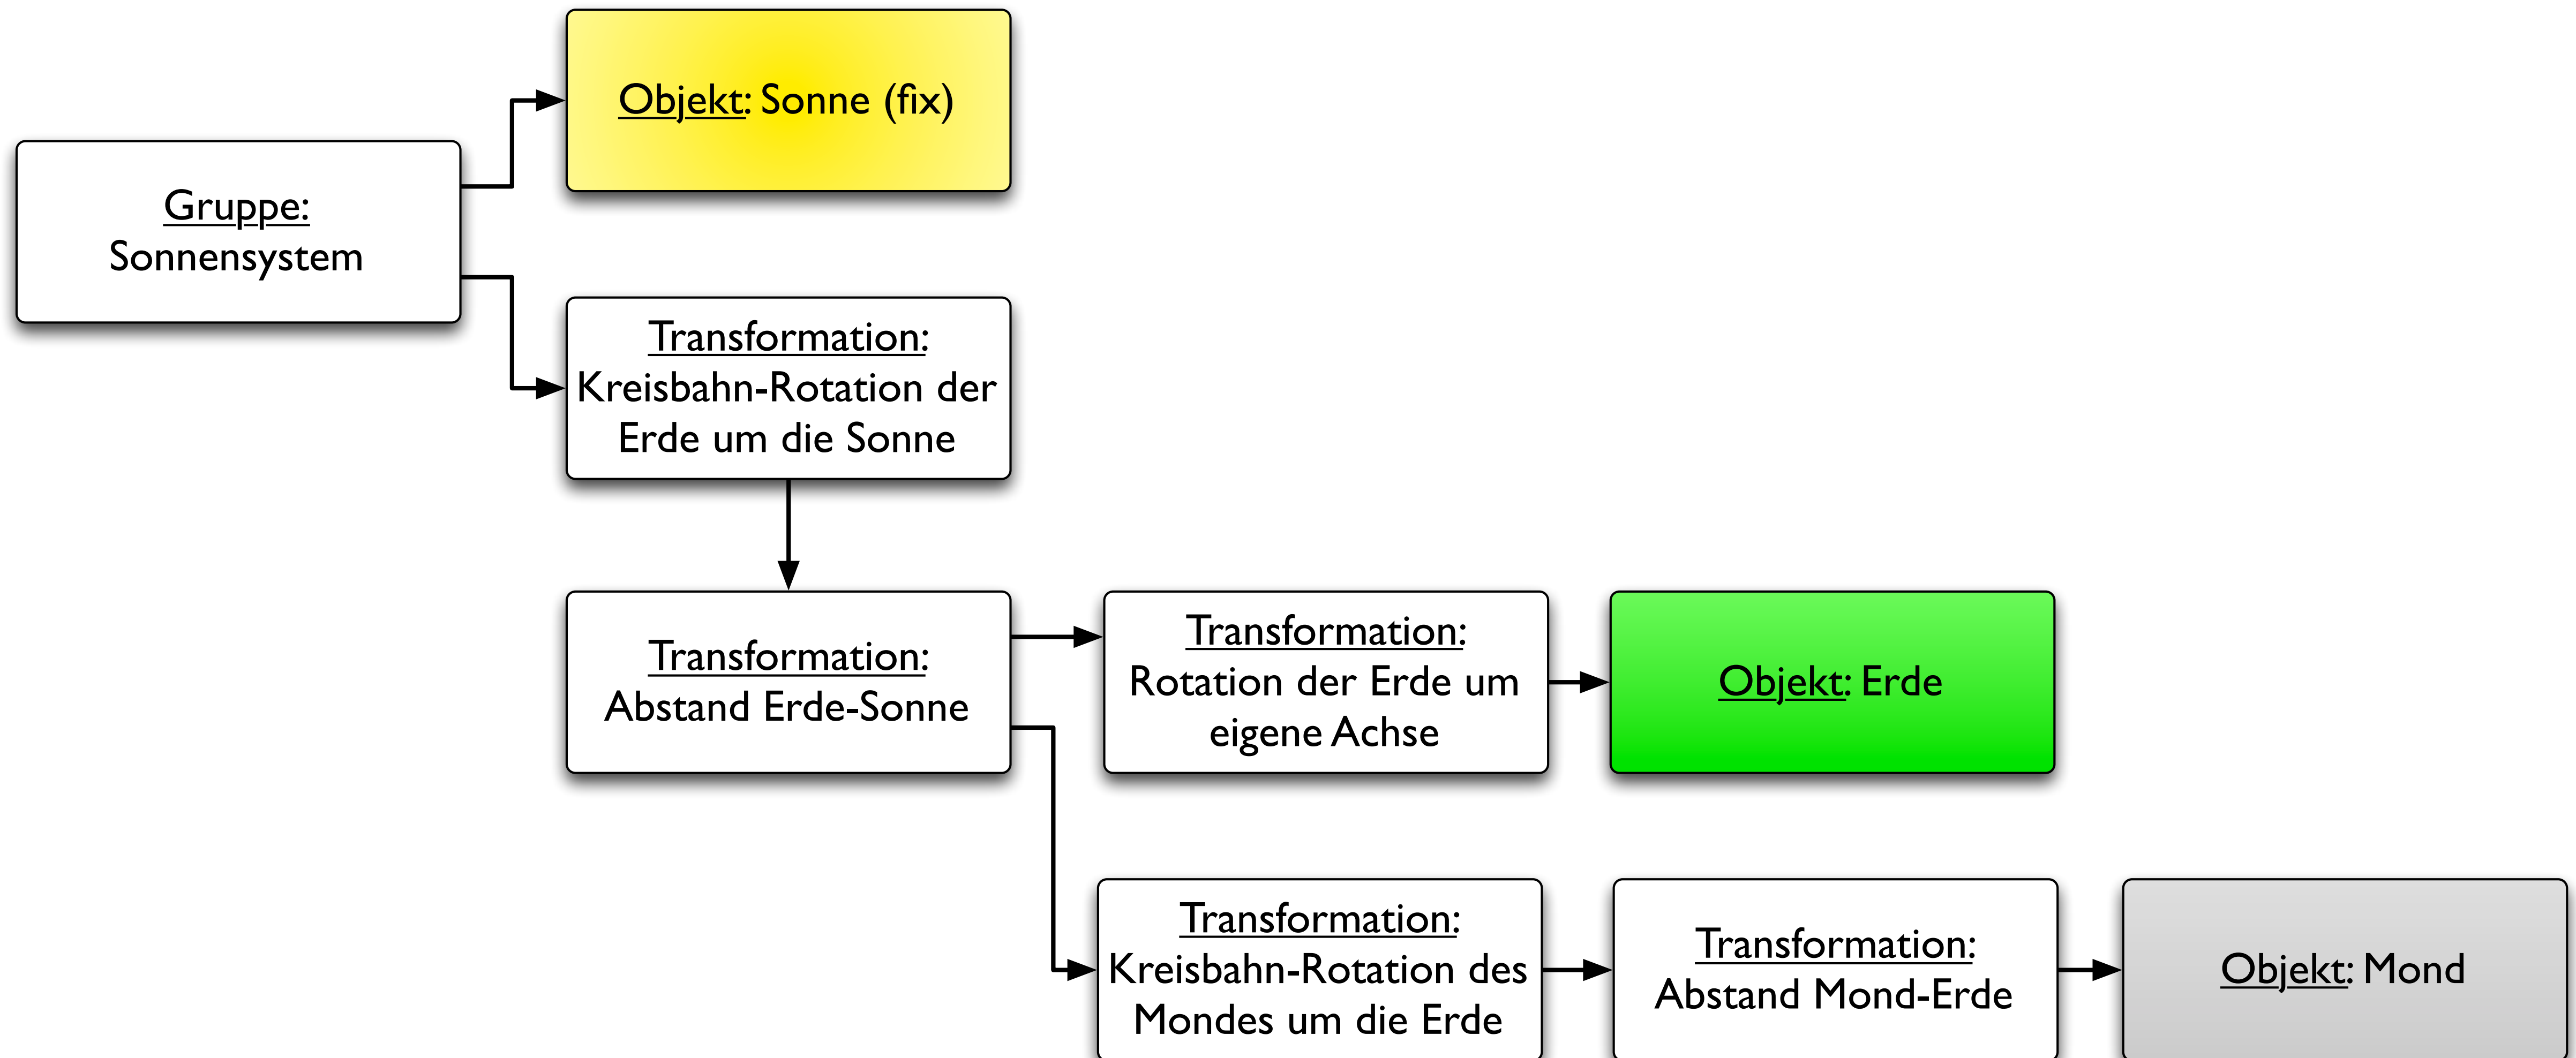 Objekt: Sonne (fix)
Gruppe:
Sonnensystem
Transformation:
Kreisbahn-Rotation der
Erde um die Sonne
Transformation:
Abstand Erde-Sonne
Transformation:
Rotation der Erde um
eigene Achse
Objekt: Erde
Transformation:
Kreisbahn-Rotation des
Mondes um die Erde
Transformation:
Abstand Mond-Erde
Objekt: Mond